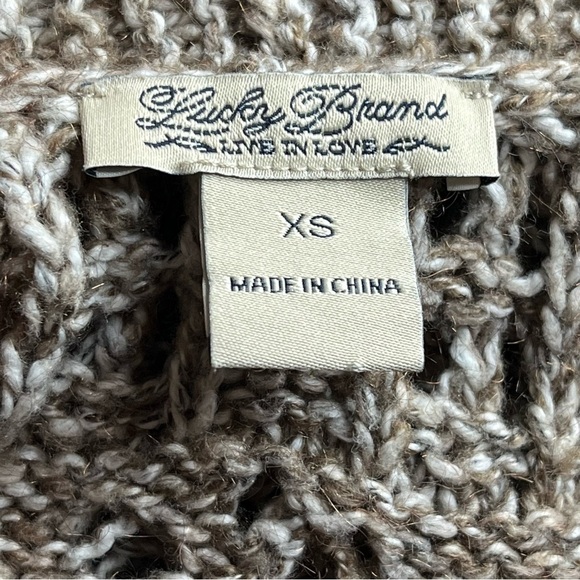 Lucky Brand
LIVE IN LOVE
XS
MADE IN CHINA